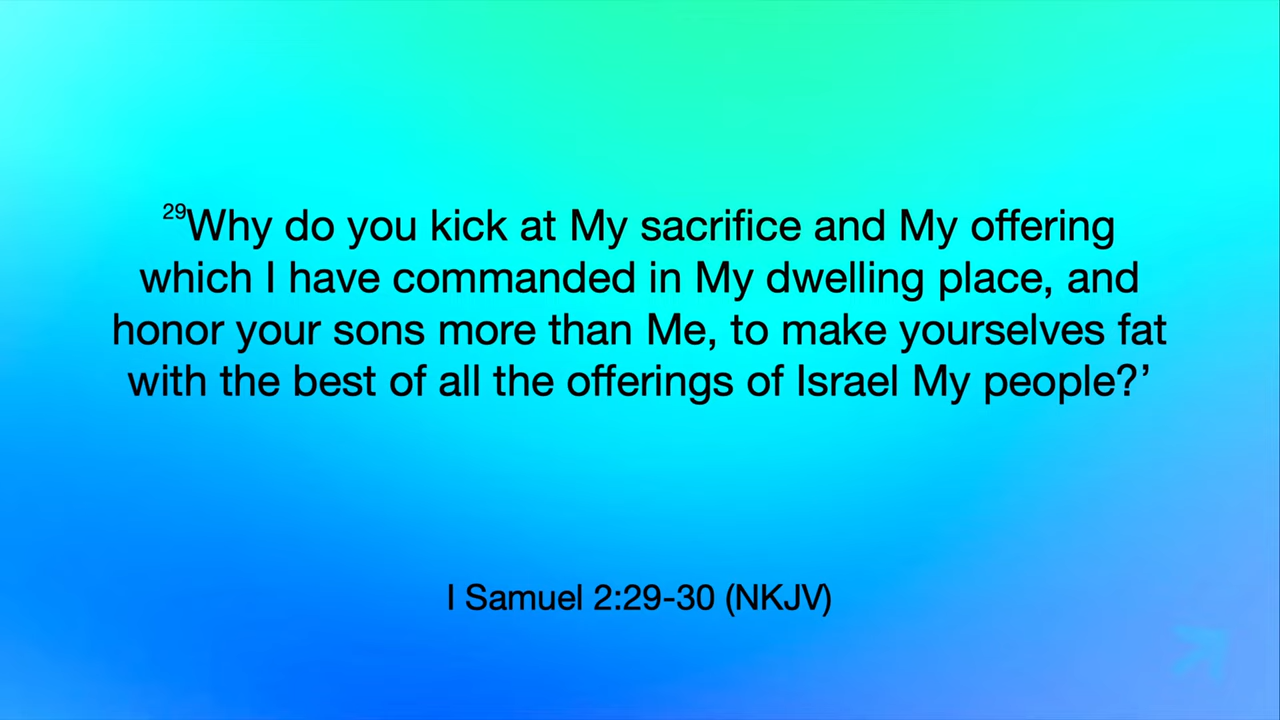 29Why do you kick at My sacrifice and My offering
which I have commanded in My dwelling place, and
honor your sons more than Me, to make yourselves fat
with the best of all the offerings of Israel My people?’
I Samuel 2:29-30 (NKJV)